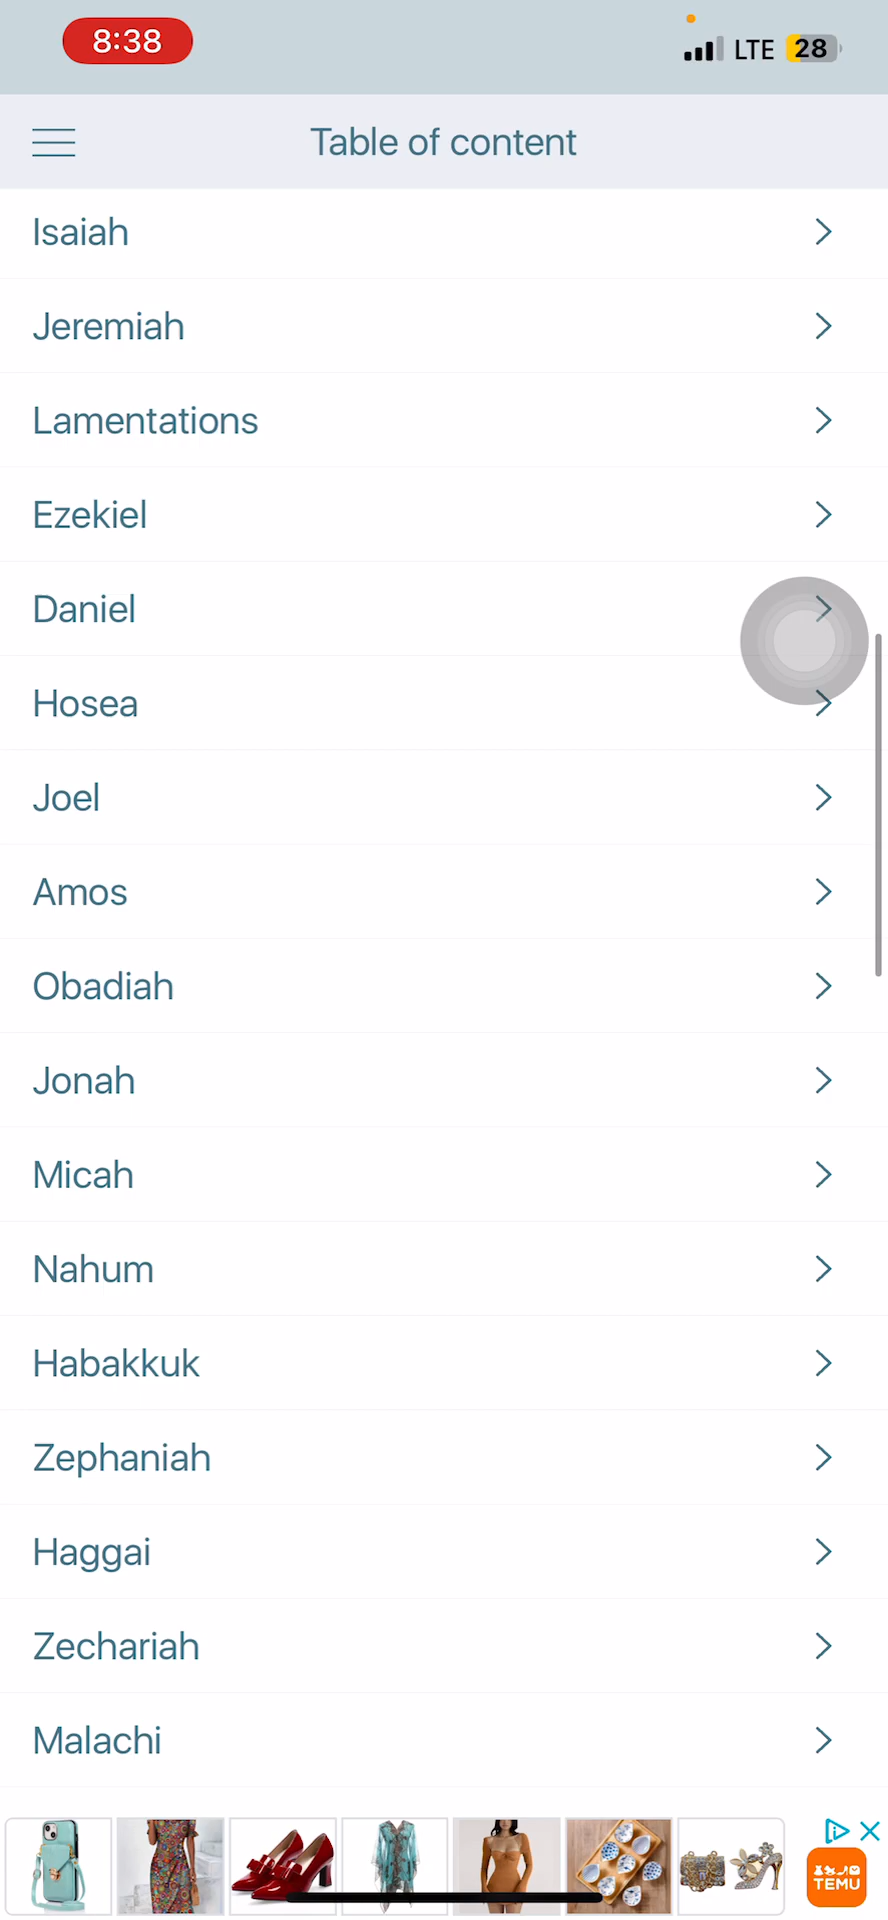 8:38
LTE 28
Table of content
Isaiah
Jeremiah
Lamentations
Ezekiel
Daniel
Hosea
Joel
Amos
Obadiah
Jonah
Micah
Nahum
Habakkuk
Zephaniah
Haggai
Zechariah
Malachi
TEMU